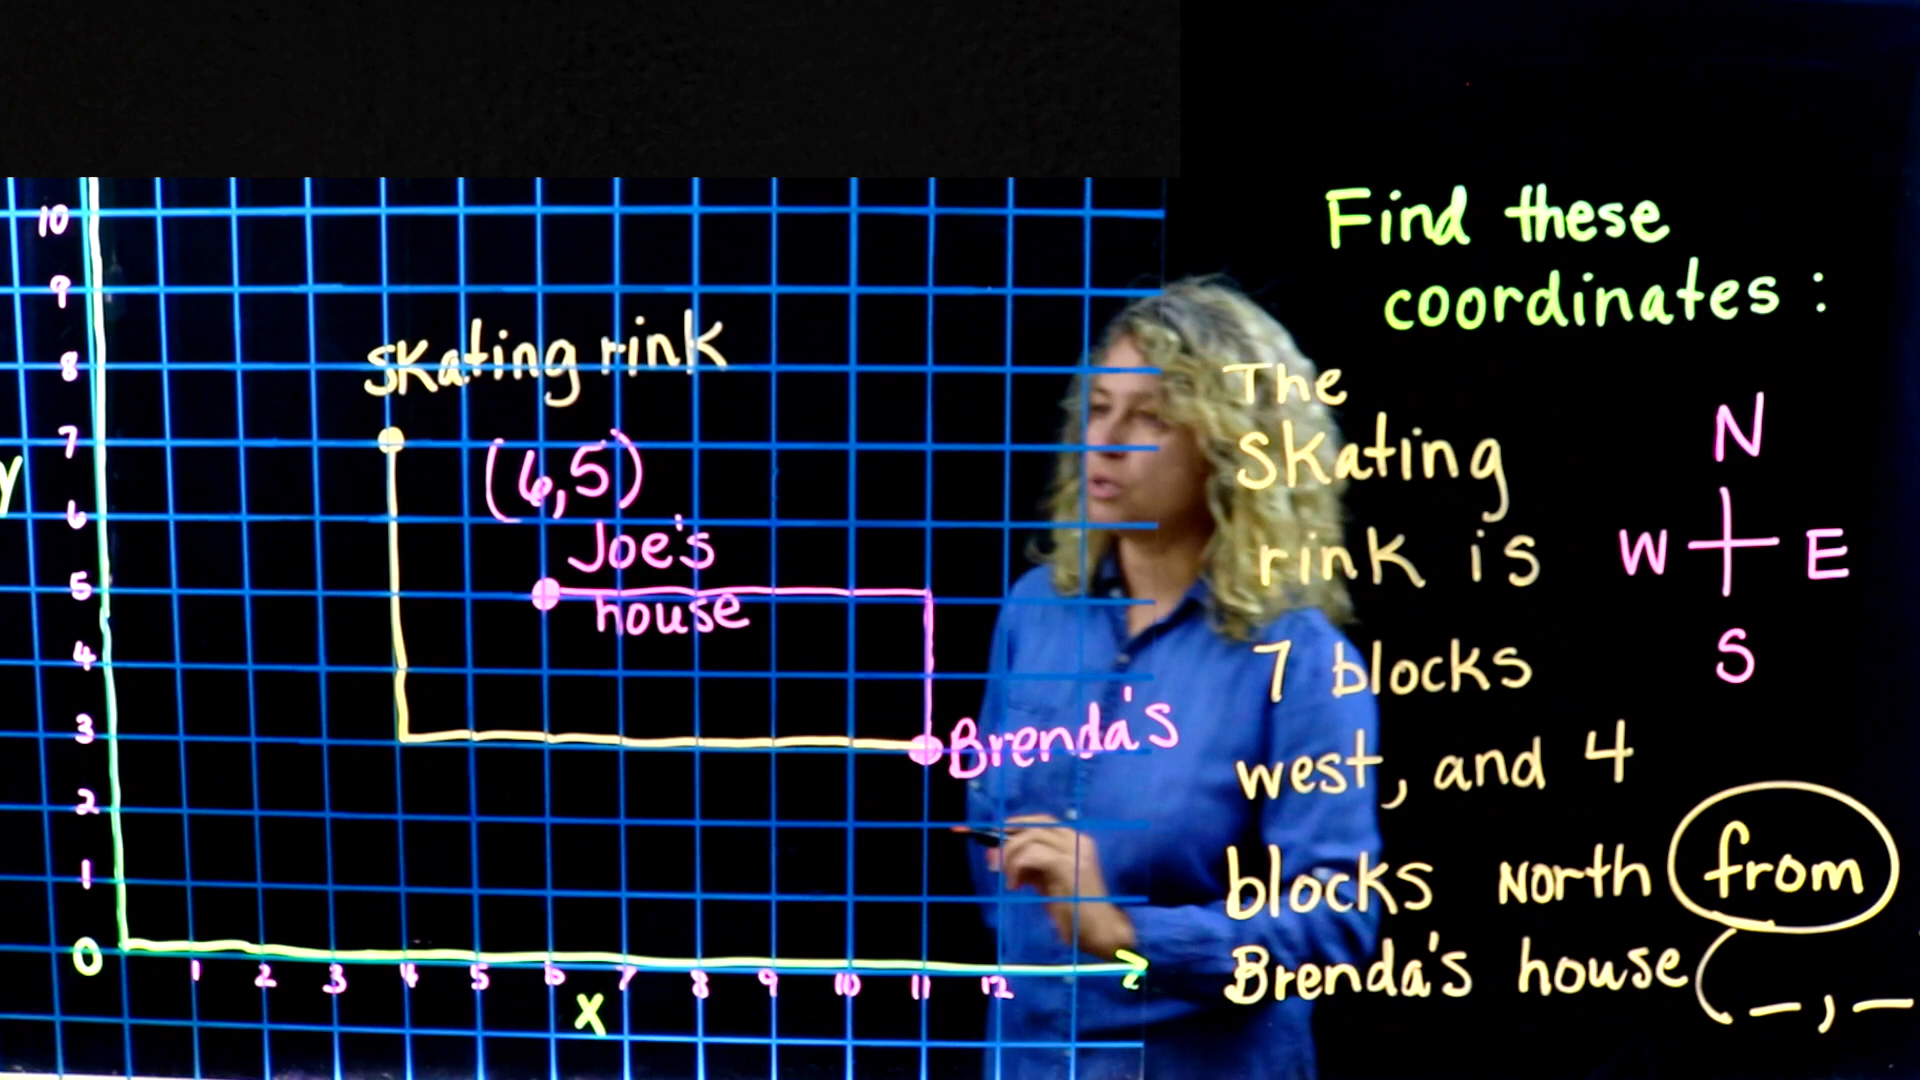 10
9
8
7
6
5
4
3
2
1
0
y
Skating rink
(6,5)
Joe's
house
Brenda's
1 2 3 4 5 6 7 8 9 10 11 12
x
Find these
coordinates:
The
Skating
rink is
7 blocks
west, and 4
blocks North from
Brenda's house (_,_
N
W E
S